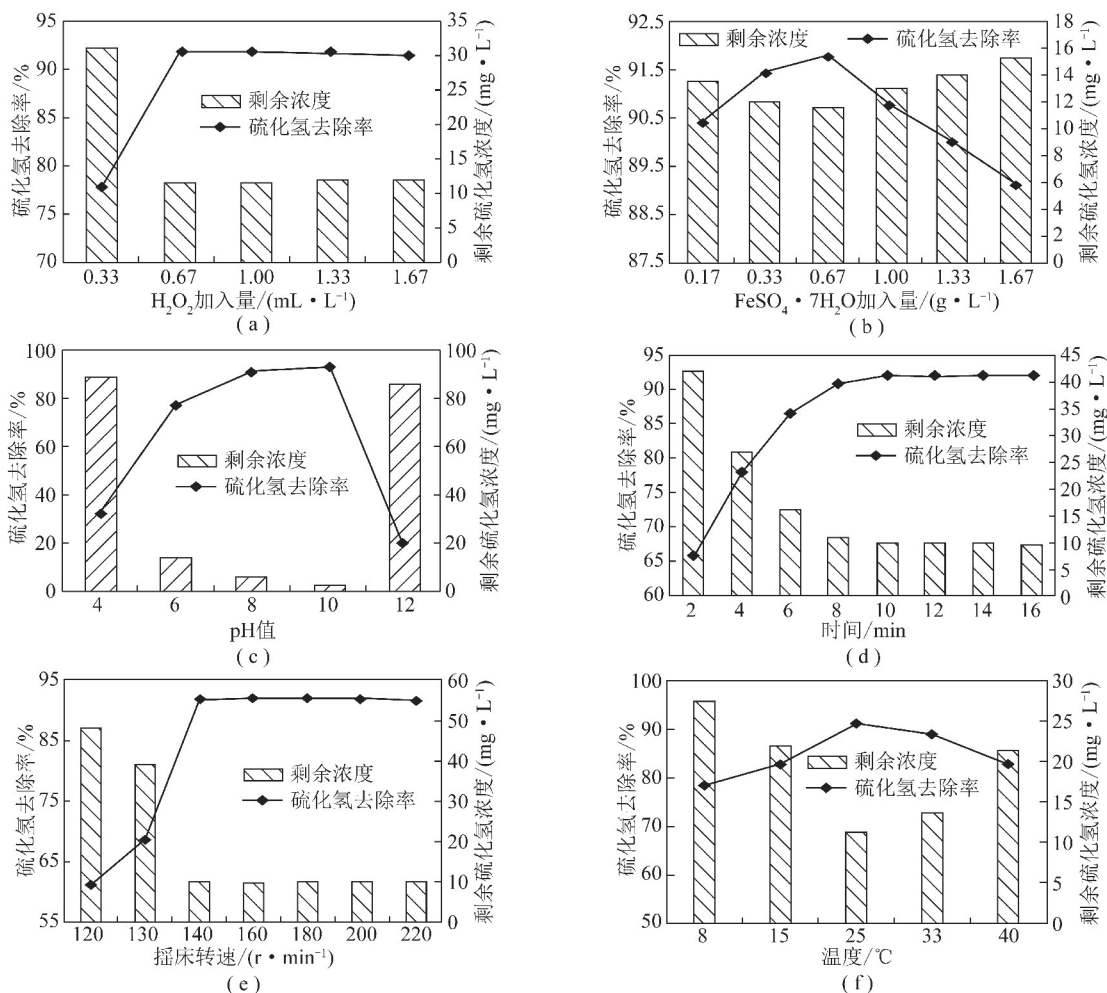 95
90
85
80
75
70
硫化氢去除率/%
35
30
25
20
15
10
5
0
剩余硫化氢浓度/(mg·L⁻¹)
剩余浓度
硫化氢去除率
0.33 0.67 1.00 1.33 1.67
H₂O₂加入量/(mL·L⁻¹)
(a)
92.5
91.5
90.5
89.5
88.5
87.5
硫化氢去除率/%
18
16
14
12
10
8
6
4
2
0
剩余硫化氢浓度/(mg·L⁻¹)
剩余浓度 硫化氢去除率
0.17 0.33 0.67 1.00 1.33 1.67
FeSO₄·7H₂O加入量/(g·L⁻¹)
(b)
100
80
60
40
20
0
硫化氢去除率/%
100
80
60
40
20
0
剩余硫化氢浓度/(mg·L⁻¹)
剩余浓度
硫化氢去除率
4 6 8 10 12
pH值
(c)
95
90
85
80
75
70
65
60
硫化氢去除率/%
45
40
35
30
25
20
15
10
5
0
剩余硫化氢浓度/(mg·L⁻¹)
剩余浓度
硫化氢去除率
2 4 6 8 10 12 14 16
时间/min
(d)
95
85
75
65
55
硫化氢去除率/%
60
50
40
30
20
10
0
剩余硫化氢浓度/(mg·L⁻¹)
剩余浓度
硫化氢去除率
120 130 140 160 180 200 220
摇床转速/(r·min⁻¹)
(e)
100
90
80
70
60
50
硫化氢去除率/%
30
25
20
15
10
5
0
剩余硫化氢浓度/(mg·L⁻¹)
剩余浓度
硫化氢去除率
8 15 25 33 40
温度/℃
(f)